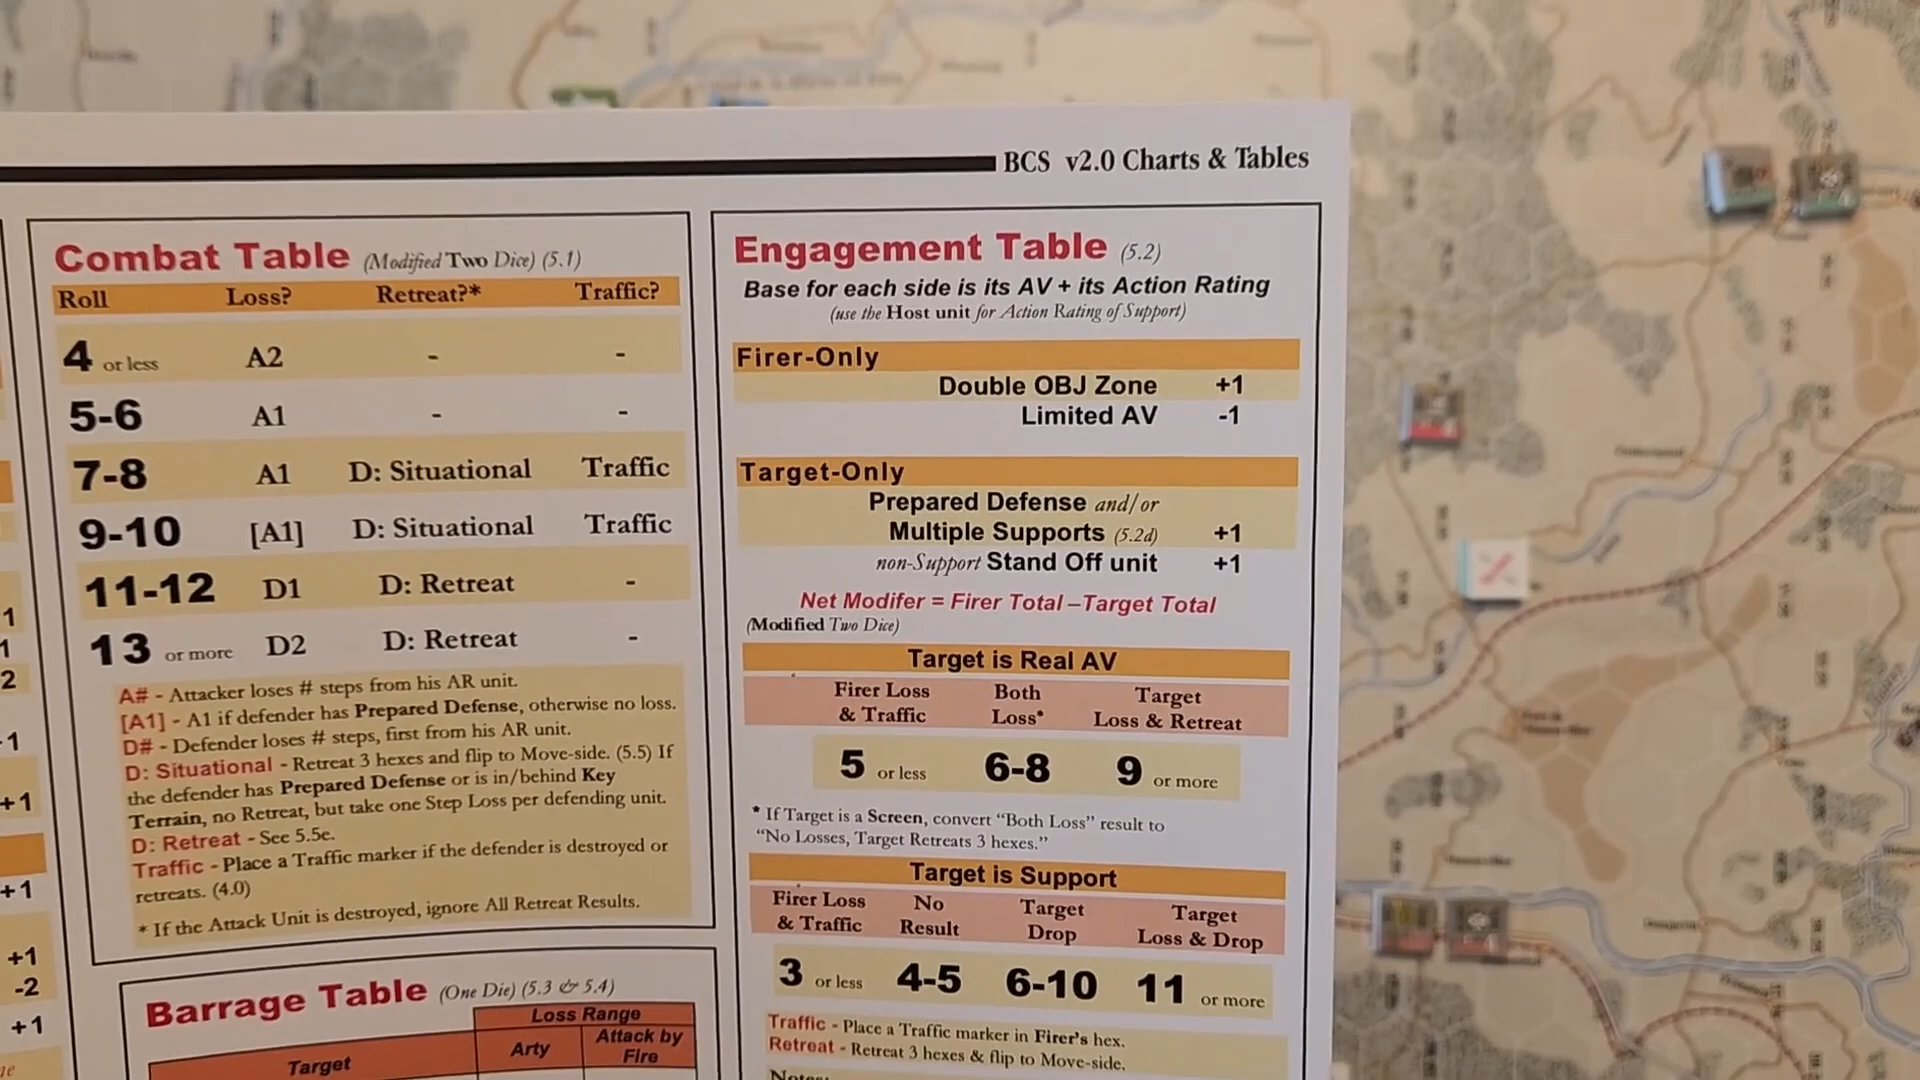 BCS v2.0 Charts & Tables
Combat Table (Modified Two Dice) (5.1)
Roll Loss? Retreat?* Traffic?
4 or less A2 - -
5-6 A1 - -
7-8 A1 D: Situational Traffic
9-10 [A1] D: Situational Traffic
11-12 D1 D: Retreat -
13 or more D2 D: Retreat -
A# - Attacker loses # steps from his AR unit.
[A1] - A1 if defender has Prepared Defense, otherwise no loss.
D# - Defender loses # steps, first from his AR unit.
D: Situational - Retreat 3 hexes and flip to Move-side. (5.5) If
the defender has Prepared Defense or is in/behind Key
Terrain, no Retreat, but take one Step Loss per defending unit.
D: Retreat - See 5.5e.
Traffic - Place a Traffic marker if the defender is destroyed or
retreats. (4.0)
* If the Attack Unit is destroyed, ignore All Retreat Results.
Barrage Table (One Die) (5.3 & 5.4)
Loss Range
Target Arty Attack by
Fire
Engagement Table (5.2)
Base for each side is its AV + its Action Rating
(use the Host unit for Action Rating of Support)
Firer-Only
Double OBJ Zone +1
Limited AV -1
Target-Only
Prepared Defense and/or
Multiple Supports (5.2d) +1
non-Support Stand Off unit +1
Net Modifer = Firer Total – Target Total
(Modified Two Dice)
Target is Real AV
Firer Loss Both Target
& Traffic Loss* Loss & Retreat
5 or less 6-8 9 or more
* If Target is a Screen, convert “Both Loss” result to
“No Losses, Target Retreats 3 hexes.”
Target is Support
Firer Loss No Target Target
& Traffic Result Drop Loss & Drop
3 or less 4-5 6-10 11 or more
Traffic - Place a Traffic marker in Firer's hex.
Retreat - Retreat 3 hexes & flip to Move-side.
Notes:
1
1
2
-1
+1
+1
+1
-2
+1